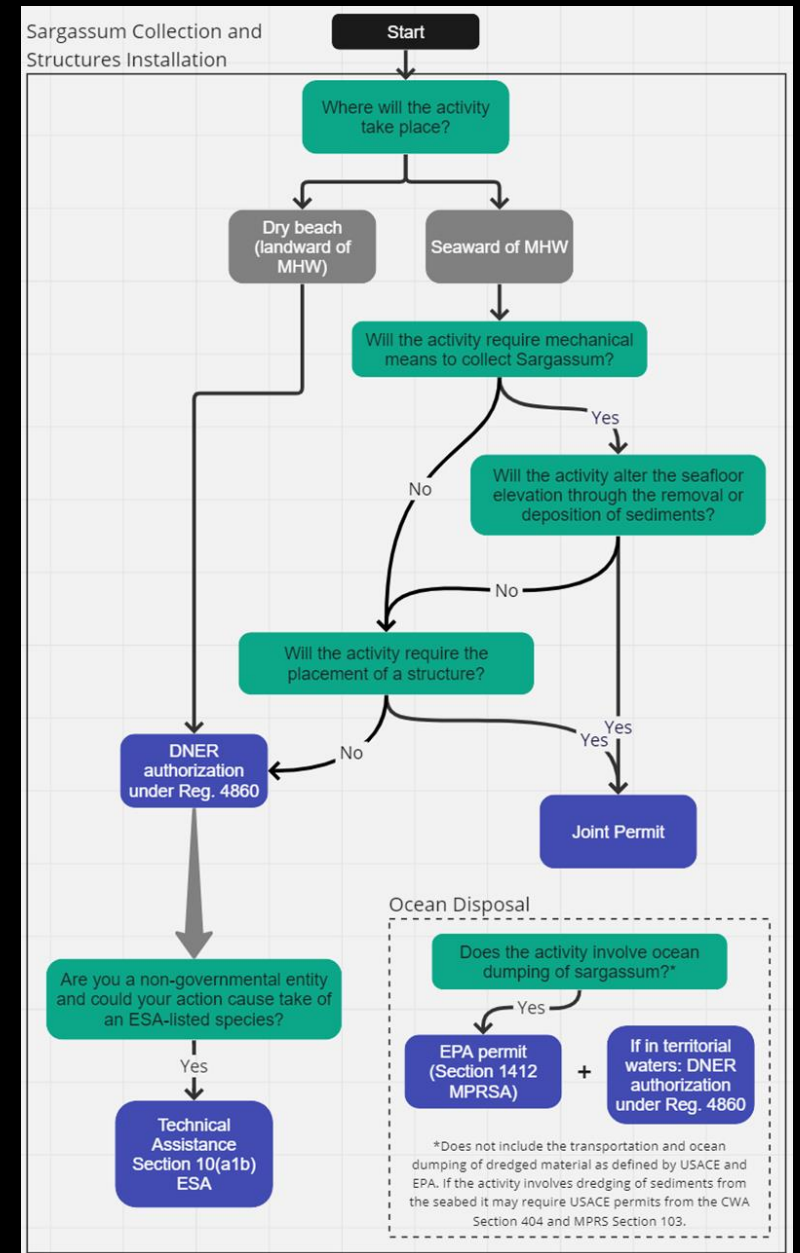 Sargassum Collection and
Structures Installation
Start
Where will the activity
take place?
Dry beach
(landward of
MHW)
Seaward of MHW
Will the activity require mechanical
means to collect Sargassum?
Yes
No
Will the activity alter the seafloor
elevation through the removal or
deposition of sediments?
No
Will the activity require the
placement of a structure?
Yes
Yes
No
DNER
authorization
under Reg. 4860
Joint Permit
Are you a non-governmental entity
and could your action cause take of
an ESA-listed species?
Yes
Technical
Assistance
Section 10(a1b)
ESA
Ocean Disposal
Does the activity involve ocean
dumping of sargassum?*
Yes
EPA permit
(Section 1412
MPRSA)
+
If in territorial
waters: DNER
authorization
under Reg. 4860
*Does not include the transportation and ocean
dumping of dredged material as defined by USACE and
EPA. If the activity involves dredging of sediments from
the seabed it may require USACE permits from the CWA
Section 404 and MPRS Section 103.